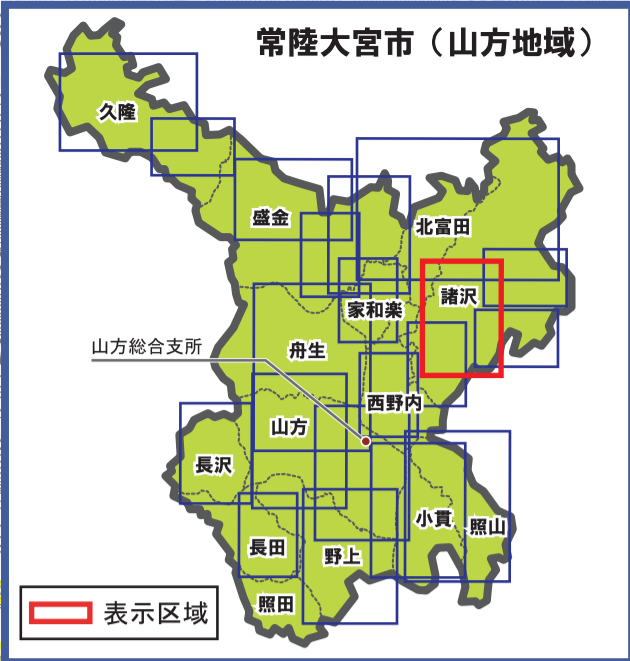 常陸大宮市（山方地域）
久隆
盛金
北富田
諸沢
家和楽
山方総合支所
舟生
西野内
山方
長沢
小貫
照山
長田
野上
照田
表示区域